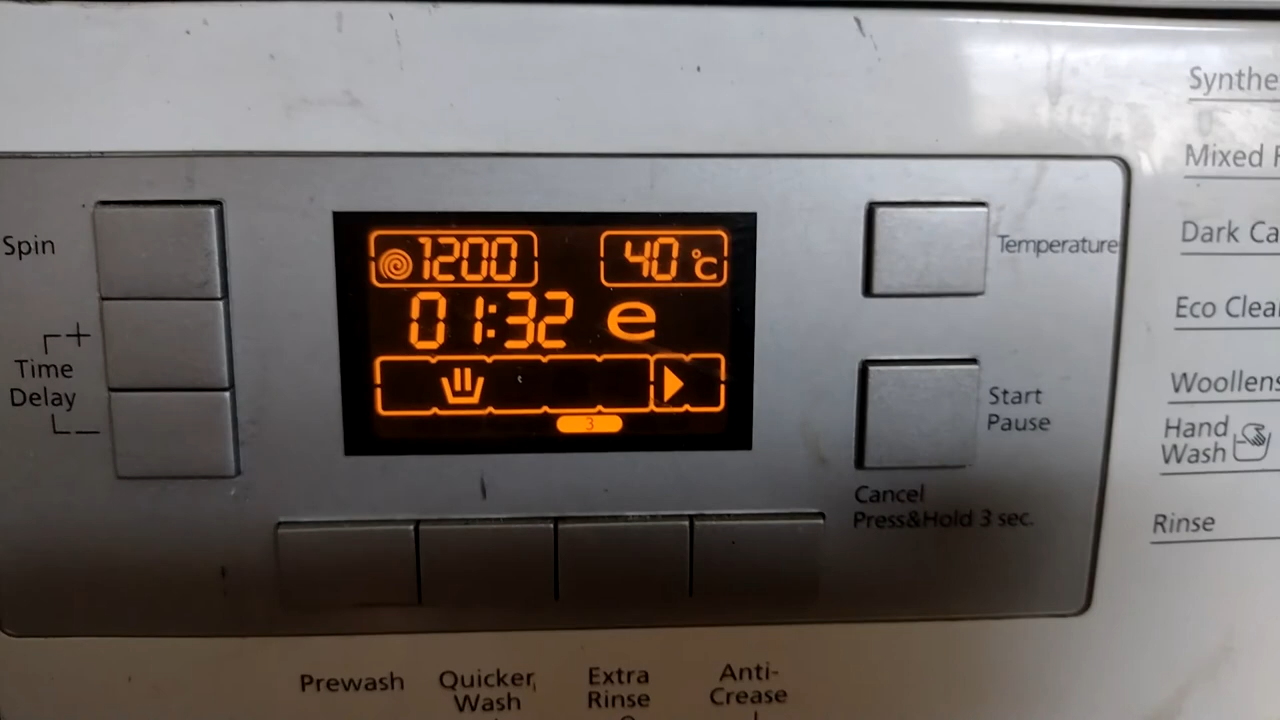 Spin
+
Time
Delay
-
1200
40 °C
01:32 e
3
Temperature
Start
Pause
Cancel
Press&Hold 3 sec.
Prewash
Quicker
Wash
Extra
Rinse
Anti-
Crease
Synthe
Mixed F
Dark Ca
Eco Clea
Woollens
Hand
Wash
Rinse